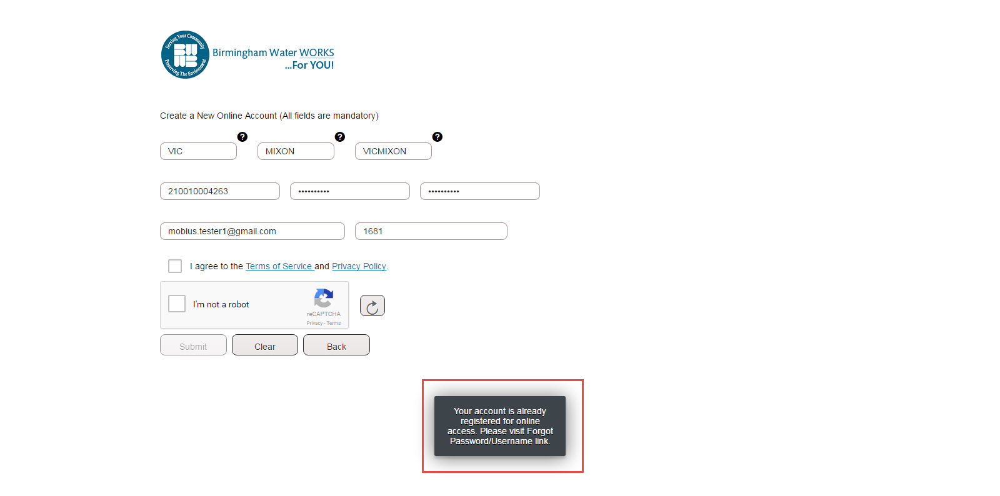 Serving Your Community
Preserving The Environment
Birmingham Water WORKS
...For YOU!
Create a New Online Account (All fields are mandatory)
? ? ?
VIC MIXON VICMIXON
210010004263 •••••••••• ••••••••••
mobius.tester1@gmail.com 1681
I agree to the Terms of Service and Privacy Policy.
I'm not a robot
reCAPTCHA
Privacy - Terms
Submit Clear Back
Your account is already
registered for online
access. Please visit Forgot
Password/Username link.